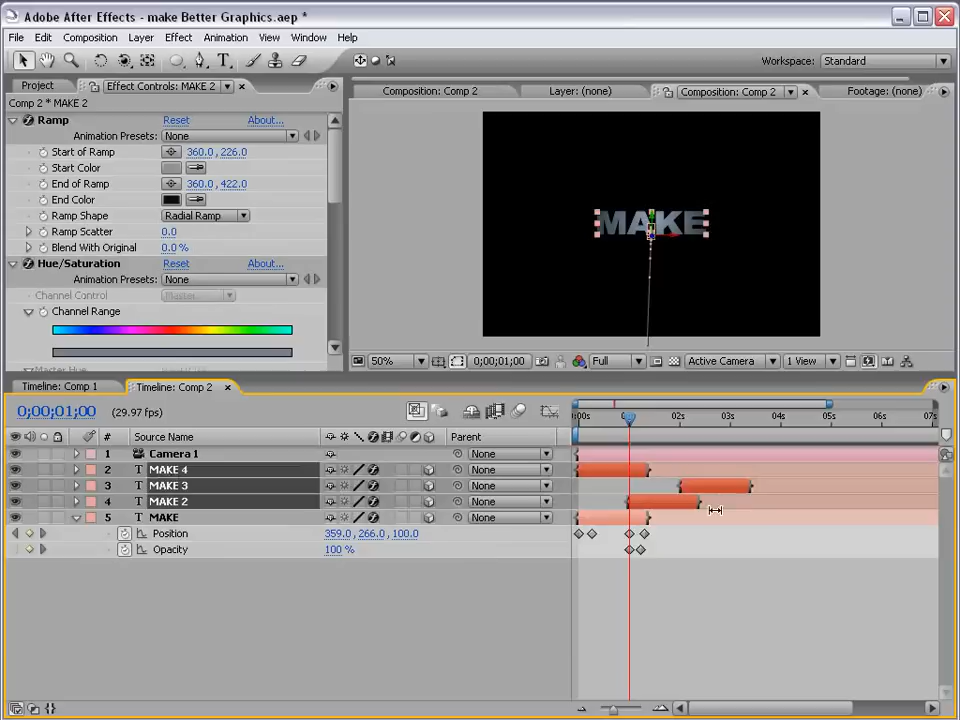 Adobe After Effects - make Better Graphics.aep *
File Edit Composition Layer Effect Animation View Window Help
Workspace: Standard
Project Effect Controls: MAKE 2
Composition: Comp 2 Layer: (none) Composition: Comp 2 Footage: (none)
Comp 2 * MAKE 2
Ramp Reset About...
Animation Presets: None
Start of Ramp 360.0, 226.0
Start Color
End of Ramp 360.0, 422.0
End Color
Ramp Shape Radial Ramp
Ramp Scatter 0.0
Blend With Original 0.0 %
Hue/Saturation Reset About...
Animation Presets: None
Channel Control Master
Channel Range
MAKE
50% 0;00;01;00 Full Active Camera 1 View
Timeline: Comp 1 Timeline: Comp 2
0;00;01;00 (29.97 fps)
:00s 02s 03s 04s 05s 06s 07s
# Source Name Parent
1 Camera 1 None
2 T MAKE 4 None
3 T MAKE 3 None
4 T MAKE 2 None
5 T MAKE None
Position 359.0, 266.0, 100.0
Opacity 100 %